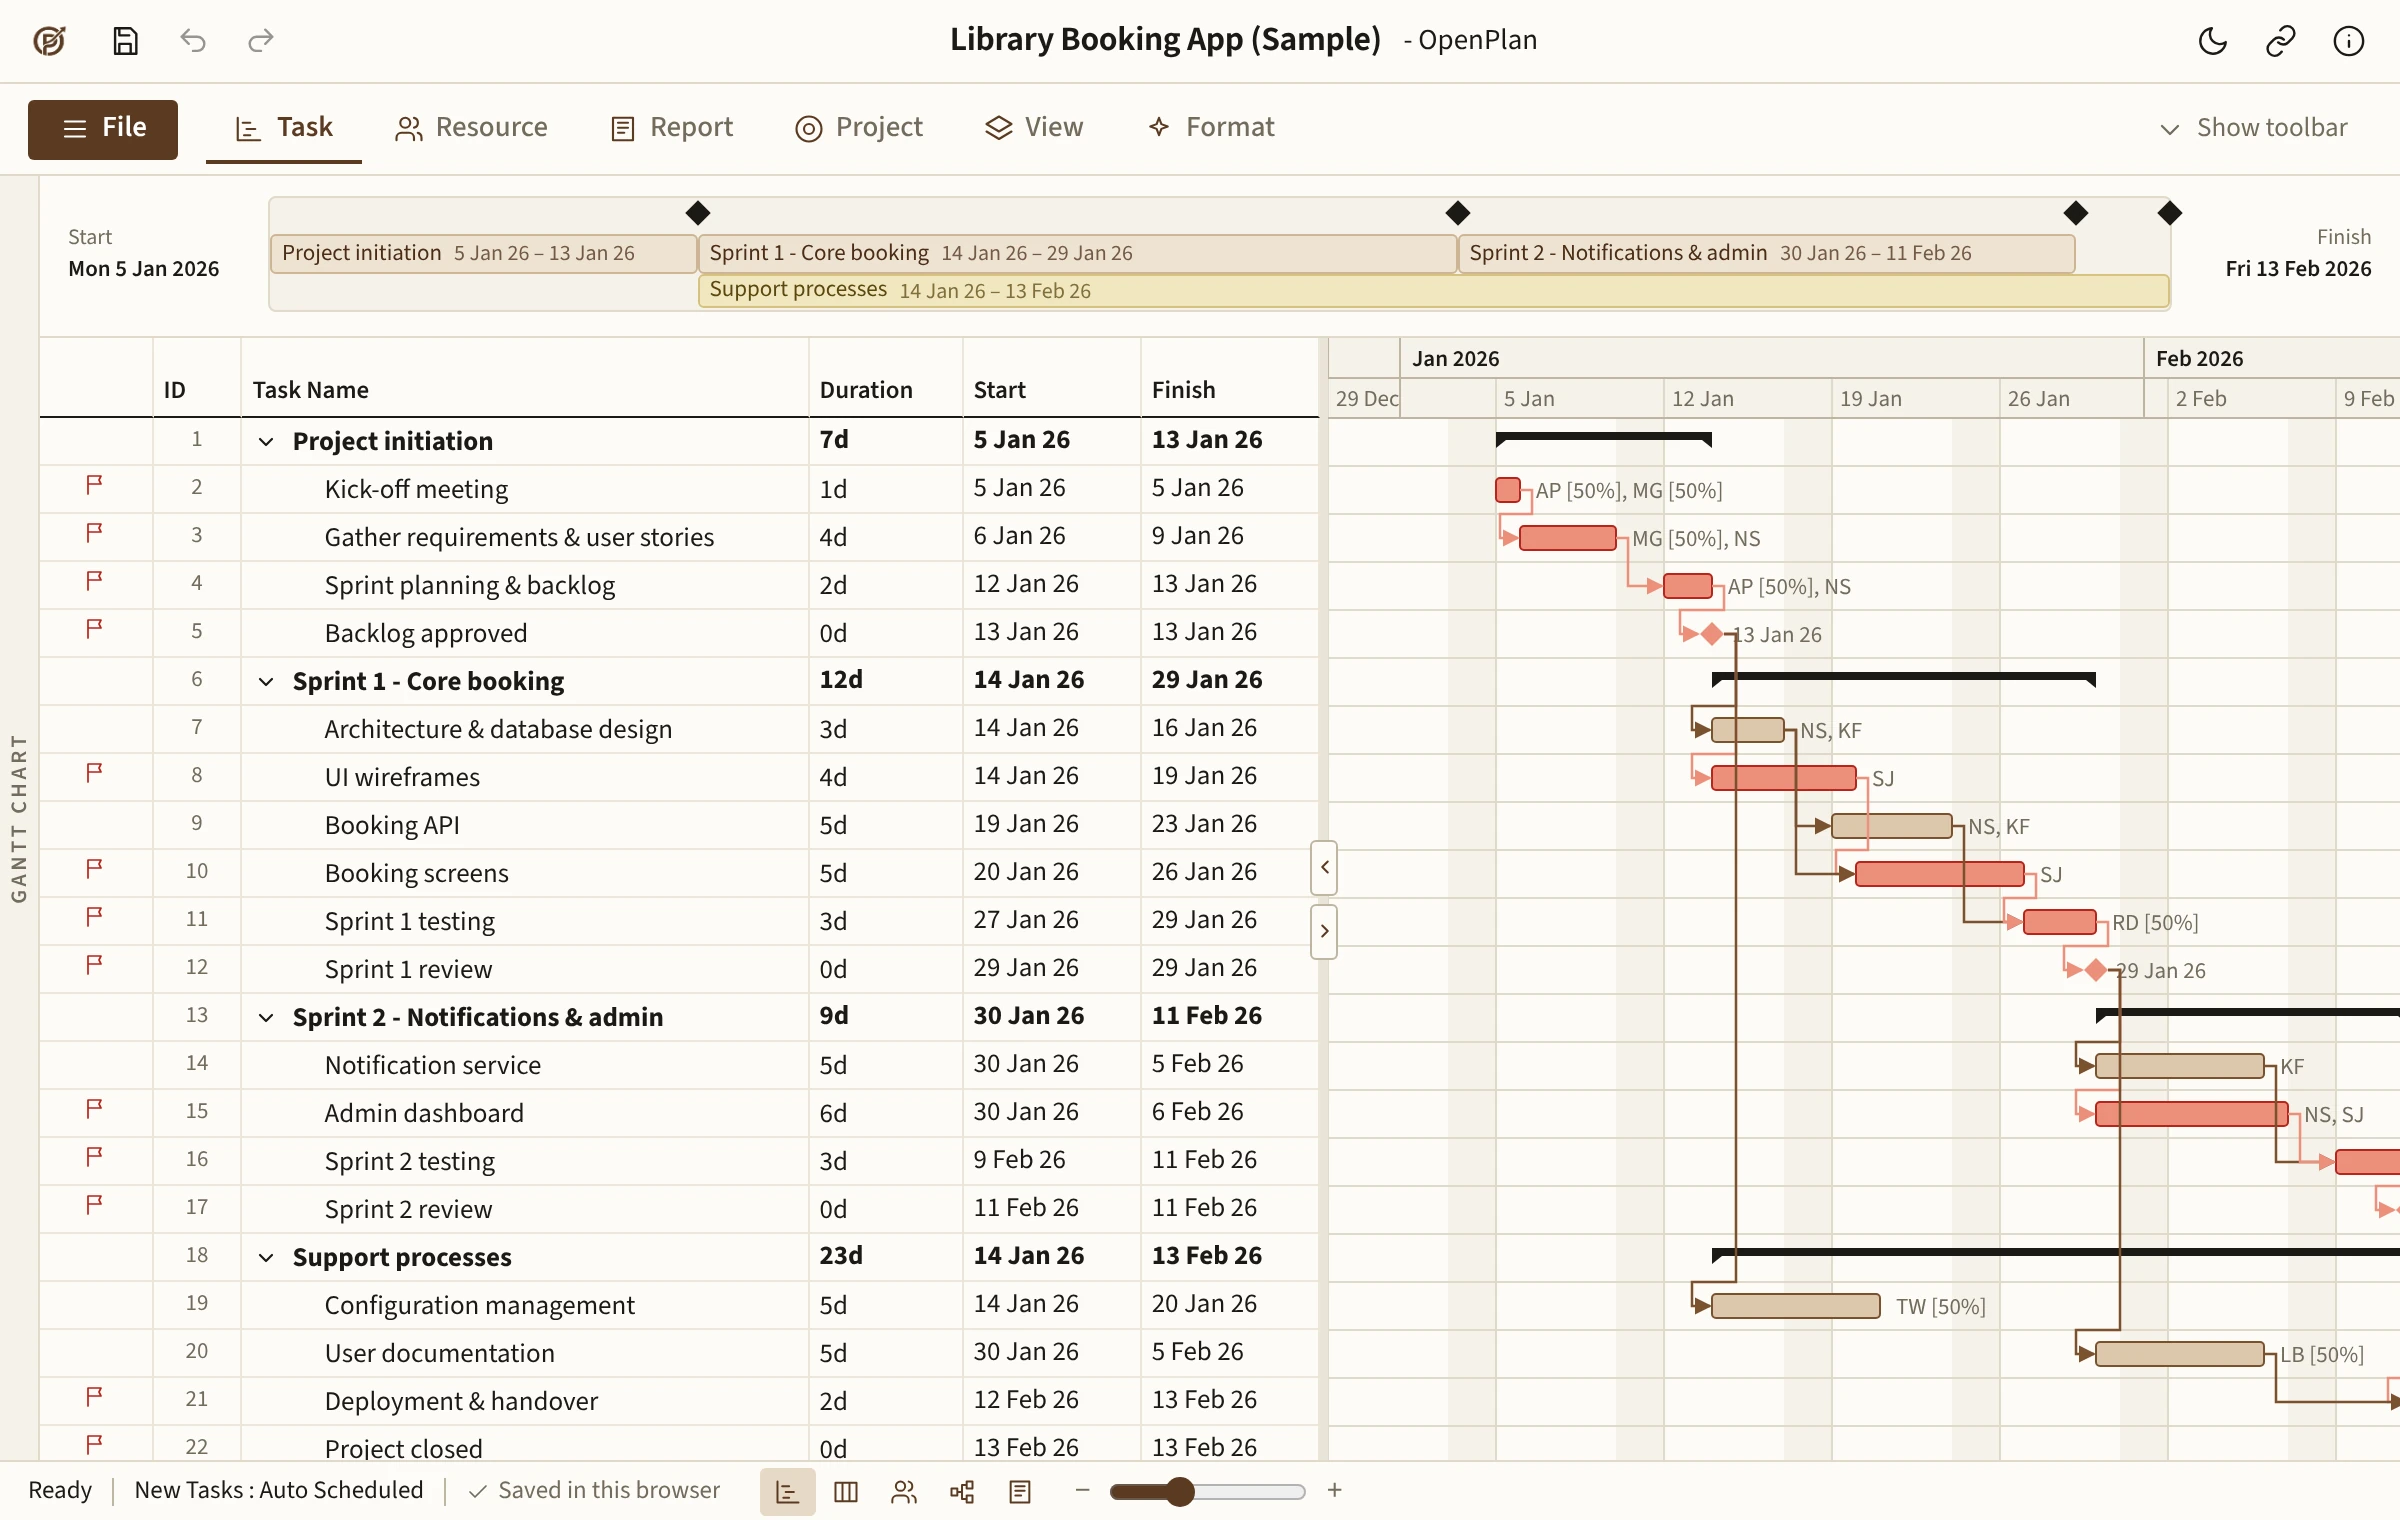 Library Booking App (Sample) - OpenPlan
File Task Resource Report Project View Format Show toolbar
GANTT CHART
Start
Mon 5 Jan 2026
Project initiation 5 Jan 26 – 13 Jan 26
Sprint 1 - Core booking 14 Jan 26 – 29 Jan 26
Sprint 2 - Notifications & admin 30 Jan 26 – 11 Feb 26
Support processes 14 Jan 26 – 13 Feb 26
Finish
Fri 13 Feb 2026
ID Task Name Duration Start Finish
Jan 2026 Feb 2026
29 Dec 5 Jan 12 Jan 19 Jan 26 Jan 2 Feb 9 Feb
1 Project initiation 7d 5 Jan 26 13 Jan 26
2 Kick-off meeting 1d 5 Jan 26 5 Jan 26 AP [50%], MG [50%]
3 Gather requirements & user stories 4d 6 Jan 26 9 Jan 26 MG [50%], NS
4 Sprint planning & backlog 2d 12 Jan 26 13 Jan 26 AP [50%], NS
5 Backlog approved 0d 13 Jan 26 13 Jan 26 13 Jan 26
6 Sprint 1 - Core booking 12d 14 Jan 26 29 Jan 26
7 Architecture & database design 3d 14 Jan 26 16 Jan 26 NS, KF
8 UI wireframes 4d 14 Jan 26 19 Jan 26 SJ
9 Booking API 5d 19 Jan 26 23 Jan 26 NS, KF
10 Booking screens 5d 20 Jan 26 26 Jan 26 SJ
11 Sprint 1 testing 3d 27 Jan 26 29 Jan 26 RD [50%]
12 Sprint 1 review 0d 29 Jan 26 29 Jan 26 29 Jan 26
13 Sprint 2 - Notifications & admin 9d 30 Jan 26 11 Feb 26
14 Notification service 5d 30 Jan 26 5 Feb 26 KF
15 Admin dashboard 6d 30 Jan 26 6 Feb 26 NS, SJ
16 Sprint 2 testing 3d 9 Feb 26 11 Feb 26
17 Sprint 2 review 0d 11 Feb 26 11 Feb 26
18 Support processes 23d 14 Jan 26 13 Feb 26
19 Configuration management 5d 14 Jan 26 20 Jan 26 TW [50%]
20 User documentation 5d 30 Jan 26 5 Feb 26 LB [50%]
21 Deployment & handover 2d 12 Feb 26 13 Feb 26
22 Project closed 0d 13 Feb 26 13 Feb 26
Ready New Tasks : Auto Scheduled Saved in this browser